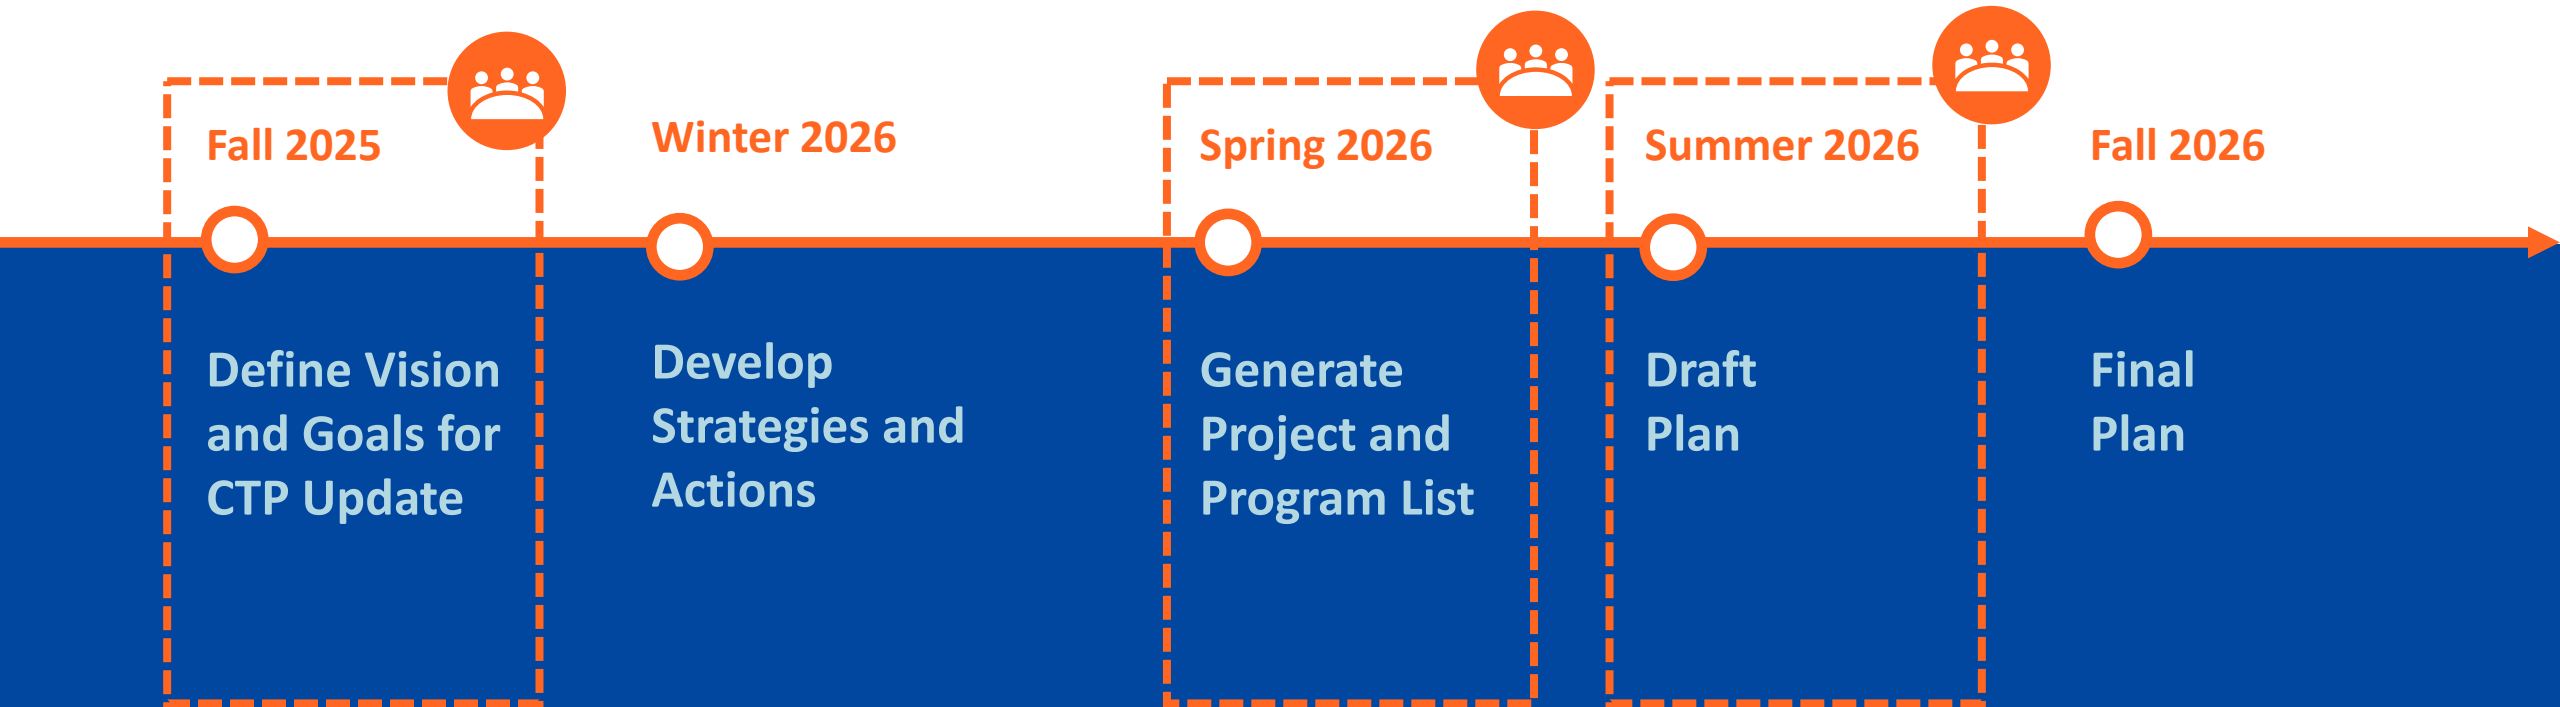 Fall 2025
Define Vision
and Goals for
CTP Update
Winter 2026
Develop
Strategies and
Actions
Spring 2026
Generate
Project and
Program List
Summer 2026
Draft
Plan
Fall 2026
Final
Plan